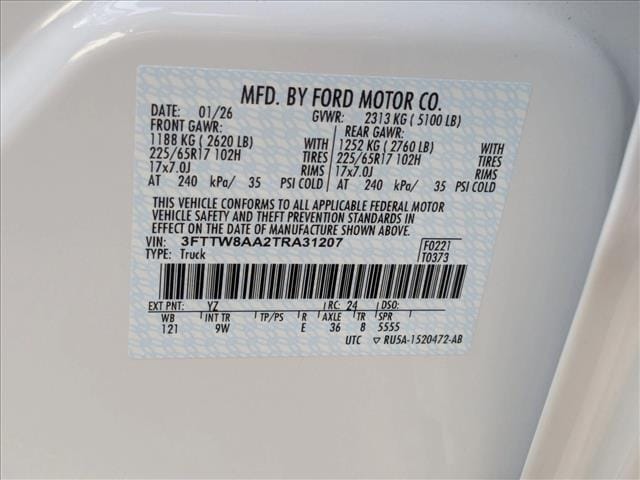 MFD. BY FORD MOTOR CO.
DATE: 01/26 GVWR: 2313 KG ( 5100 LB)
FRONT GAWR: REAR GAWR:
1188 KG ( 2620 LB) WITH 1252 KG ( 2760 LB) WITH
225/65R17 102H TIRES 225/65R17 102H TIRES
17x7.0J RIMS 17x7.0J RIMS
AT 240 kPa/ 35 PSI COLD AT 240 kPa/ 35 PSI COLD
THIS VEHICLE CONFORMS TO ALL APPLICABLE FEDERAL MOTOR
VEHICLE SAFETY AND THEFT PREVENTION STANDARDS IN
EFFECT ON THE DATE OF MANUFACTURE SHOWN ABOVE.
VIN: 3FTTW8AA2TRA31207 F0221
TYPE: Truck T0373
EXT PNT: YZ RC: 24 DSO:
WB INT TR TP/PS R AXLE TR SPR
121 9W E 36 8 5555
UTC ▽ RU5A-1520472-AB